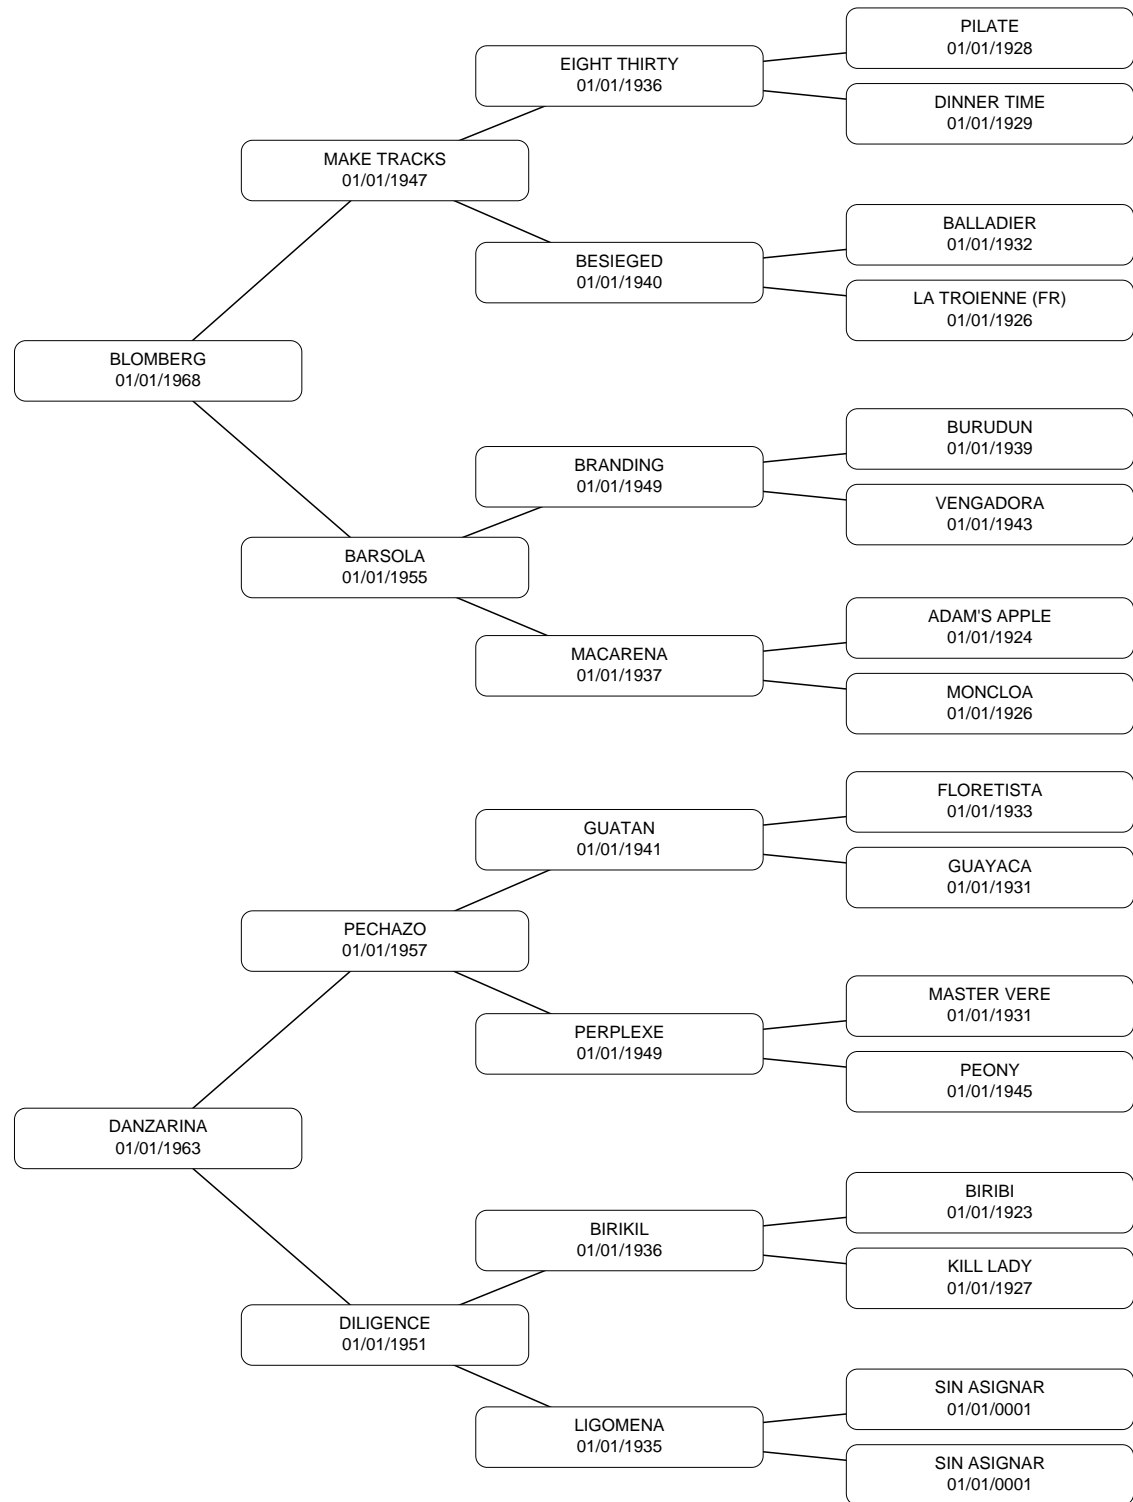 PILATE
01/01/1928
EIGHT THIRTY
01/01/1936
DINNER TIME
01/01/1929
MAKE TRACKS
01/01/1947
BALLADIER
01/01/1932
BESIEGED
01/01/1940
LA TROIENNE (FR)
01/01/1926
BLOMBERG
01/01/1968
BURUDUN
01/01/1939
BRANDING
01/01/1949
VENGADORA
01/01/1943
BARSOLA
01/01/1955
ADAM'S APPLE
01/01/1924
MACARENA
01/01/1937
MONCLOA
01/01/1926
FLORETISTA
01/01/1933
GUATAN
01/01/1941
GUAYACA
01/01/1931
PECHAZO
01/01/1957
MASTER VERE
01/01/1931
PERPLEXE
01/01/1949
PEONY
01/01/1945
DANZARINA
01/01/1963
BIRIBI
01/01/1923
BIRIKIL
01/01/1936
KILL LADY
01/01/1927
DILIGENCE
01/01/1951
SIN ASIGNAR
01/01/0001
LIGOMENA
01/01/1935
SIN ASIGNAR
01/01/0001